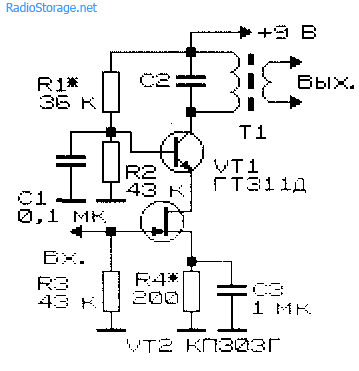 RadioStorage.net
+9 В
R1*
36 К
C2
Вых.
T1
R2
43 К
VT1
ГТ311Д
C1
0,1 мк
Вх.
R3
43 К
R4*
200
C3
1 МК
VT2 КП303Г